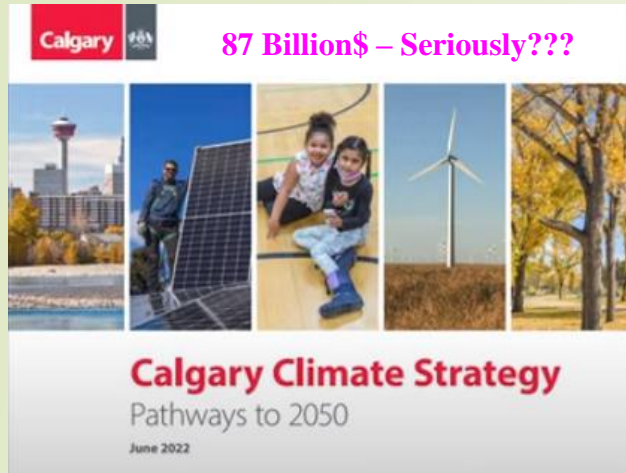 Calgary
87 Billion$ – Seriously???
Calgary Climate Strategy
Pathways to 2050
June 2022